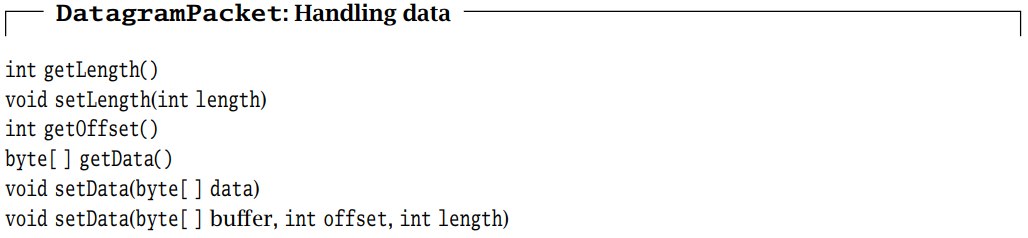 DatagramPacket: Handling data
int getLength()
void setLength(int length)
int getOffset()
byte[ ] getData()
void setData(byte[ ] data)
void setData(byte[ ] buffer, int offset, int length)